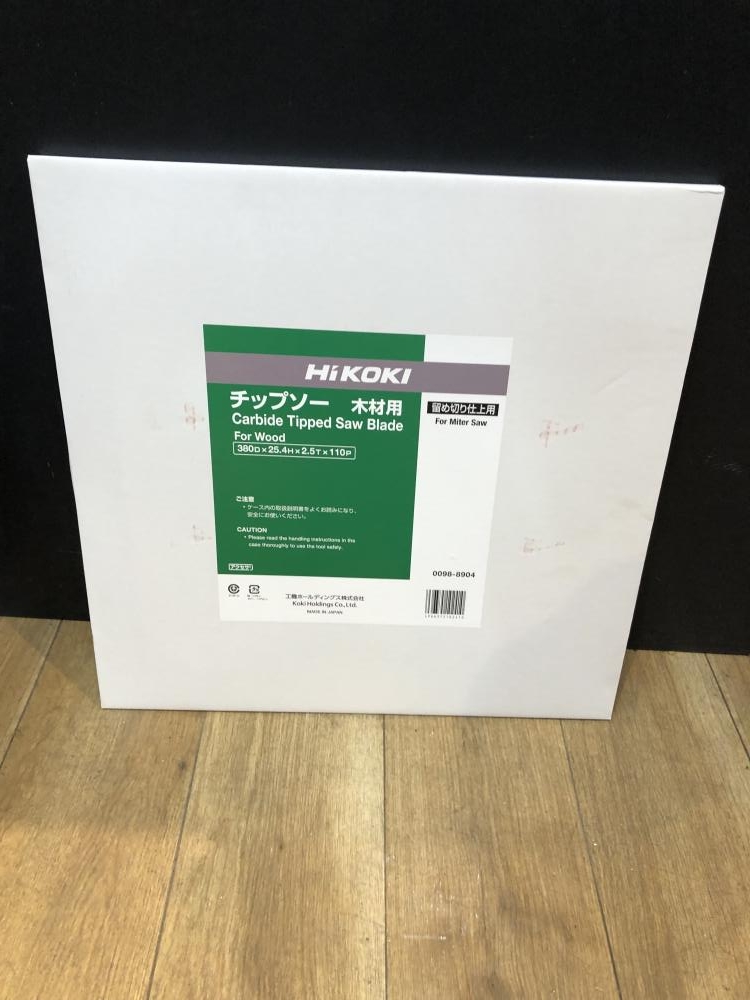 HiKOKI
チップソー 木材用
Carbide Tipped Saw Blade
For Wood
380D×25.4H×2.5T×110P
留め切り仕上用
For Miter Saw
ご注意
・ケース内の取扱説明書をよくお読みになり、
安全にお使いください。
CAUTION
・Please read the handling instructions in the
case thoroughly to use the tool safely.
アクセサ
0098-8904
工機ホールディングス株式会社
Koki Holdings Co.,Ltd.
MADE IN JAPAN